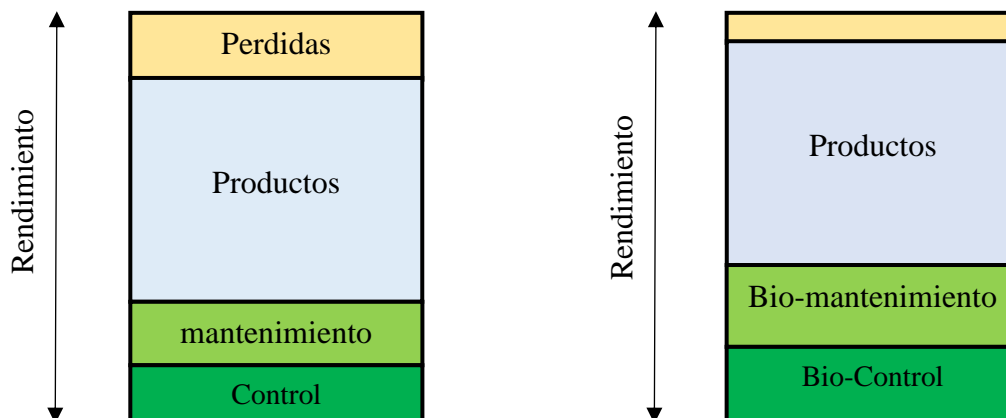 Rendimiento
Perdidas
Productos
mantenimiento
Control
Rendimiento
Productos
Bio-mantenimiento
Bio-Control